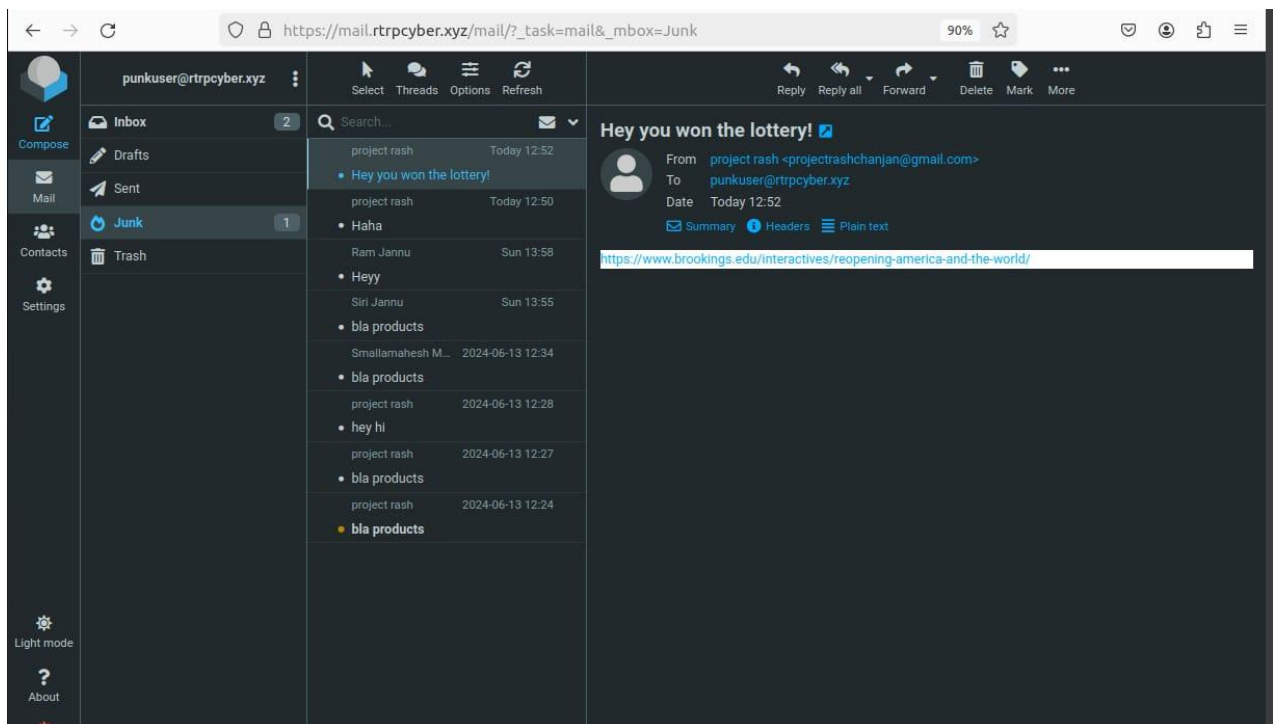 https://mail.rtrpcyber.xyz/mail/?_task=mail&_mbox=Junk
90%
punkuser@rtrpcyber.xyz
Select Threads Options Refresh
Reply Reply all Forward Delete Mark More
Compose
Mail
Contacts
Settings
Light mode
About
Inbox 2
Drafts
Sent
Junk 1
Trash
Search...
project rash Today 12:52
Hey you won the lottery!
project rash Today 12:50
Haha
Ram Jannu Sun 13:58
Heyy
Siri Jannu Sun 13:55
bla products
Smallamahesh M... 2024-06-13 12:34
bla products
project rash 2024-06-13 12:28
hey hi
project rash 2024-06-13 12:27
bla products
project rash 2024-06-13 12:24
bla products
Hey you won the lottery!
From project rash <projectrashchanjan@gmail.com>
To punkuser@rtrpcyber.xyz
Date Today 12:52
Summary Headers Plain text
https://www.brookings.edu/interactives/reopening-america-and-the-world/